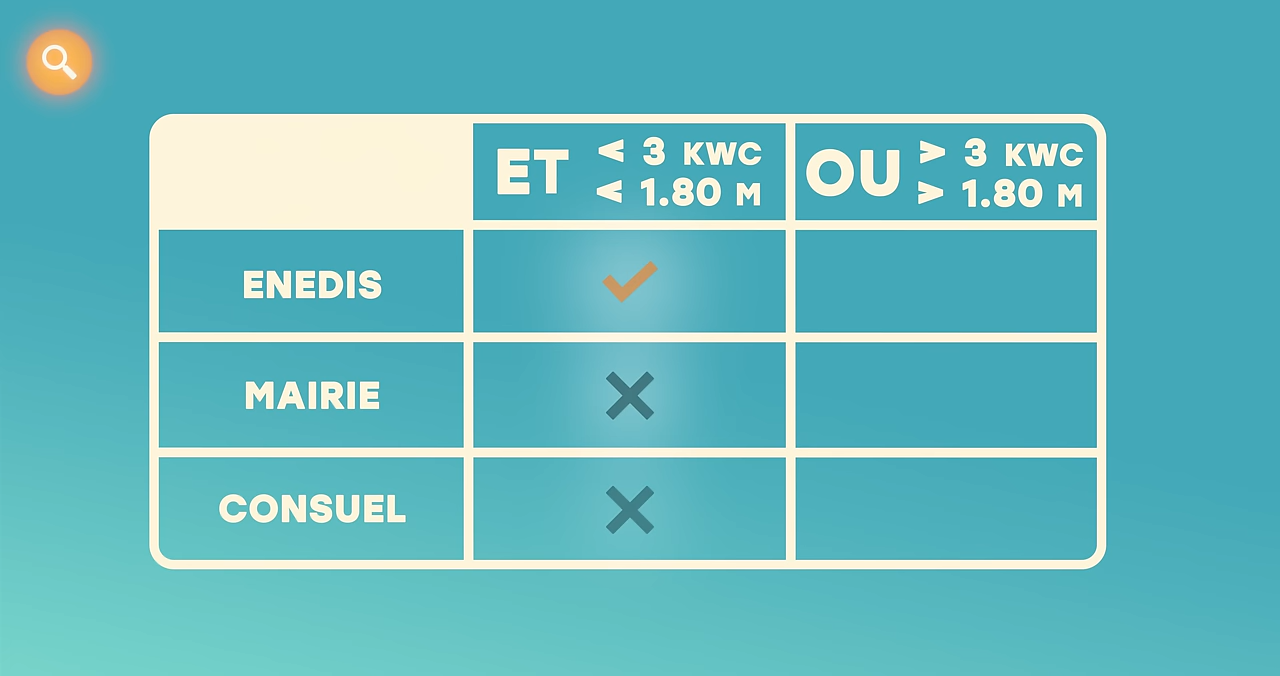 ET < 3 KWC
< 1.80 M
OU > 3 KWC
> 1.80 M
ENEDIS
MAIRIE
CONSUEL